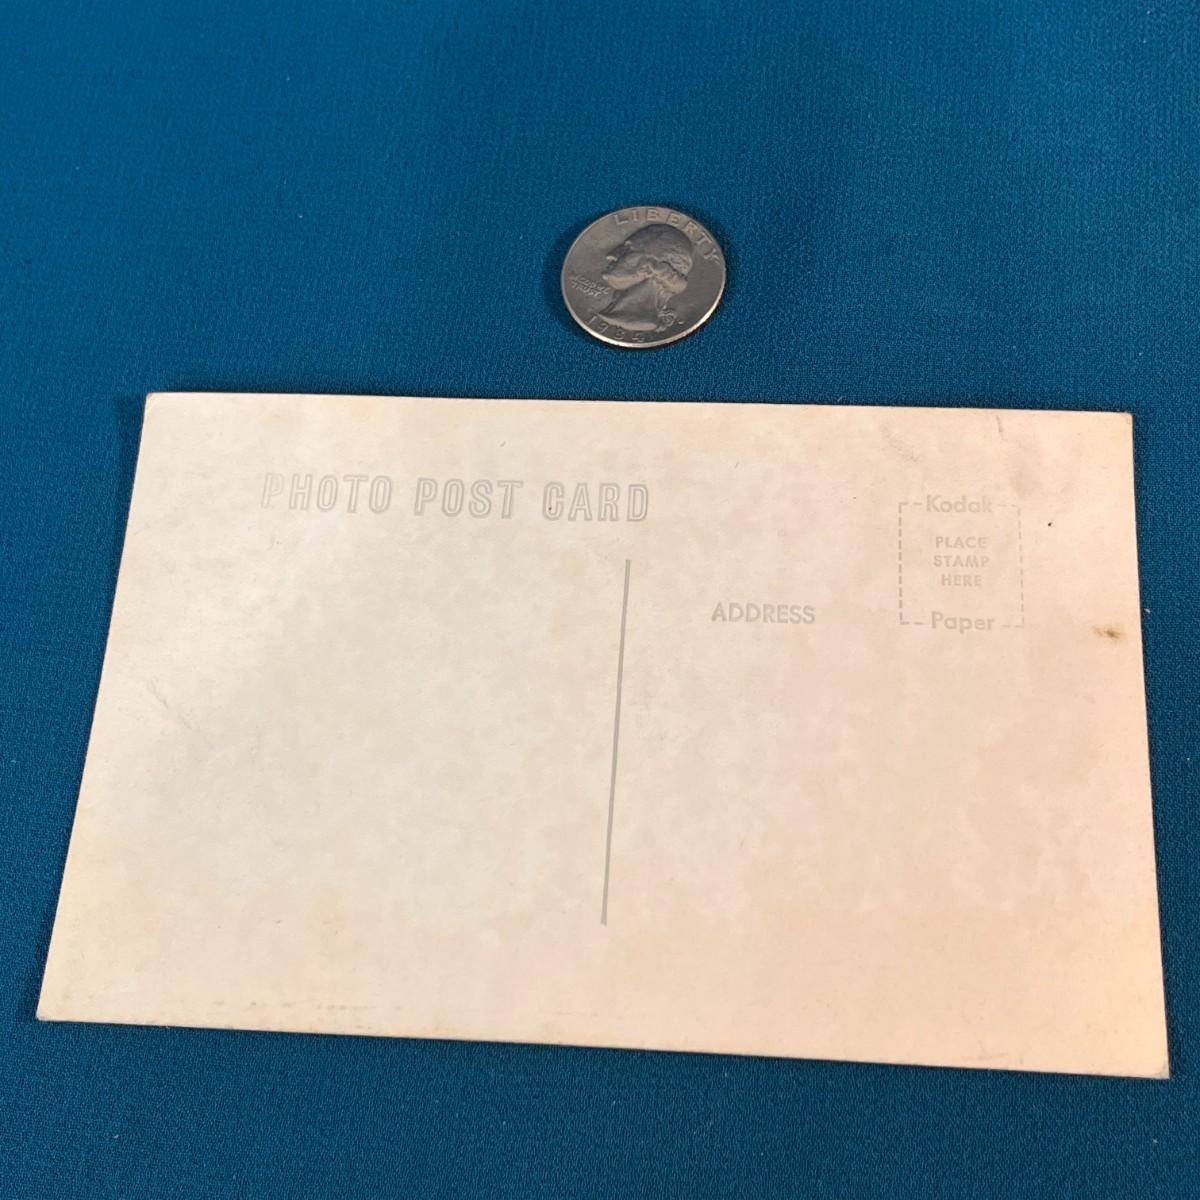 LIBERTY
IN GOD WE
TRUST
PHOTO POST CARD
Kodak
PLACE
STAMP
HERE
Paper
ADDRESS